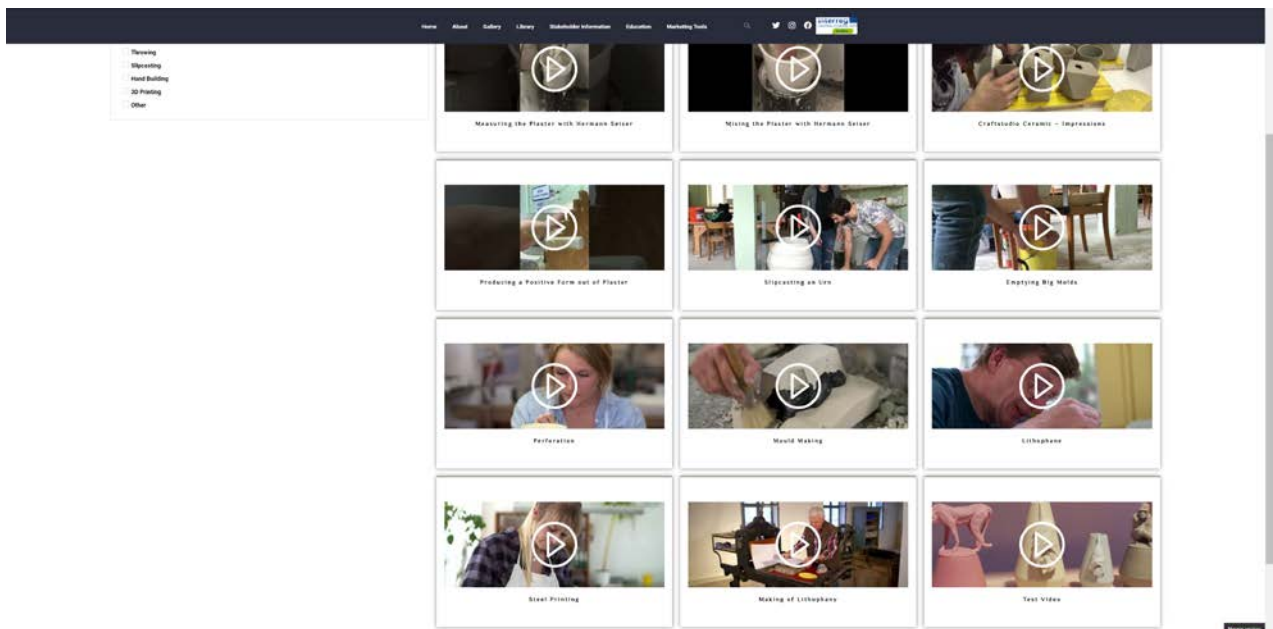 Home About Gallery Library Stakeholder Information Education Marketing Tools
interreg
Throwing
Slipcasting
Hand Building
3D Printing
Other
Measuring the Plaster with Hermann Seiser
Mixing the Plaster with Hermann Seiser
Craftstudio Ceramic – Impressions
Producing a Positive Form out of Plaster
Slipcasting an Urn
Emptying Big Molds
Perforation
Mould Making
Lithophane
Steel Printing
Making of Lithophany
Test Video